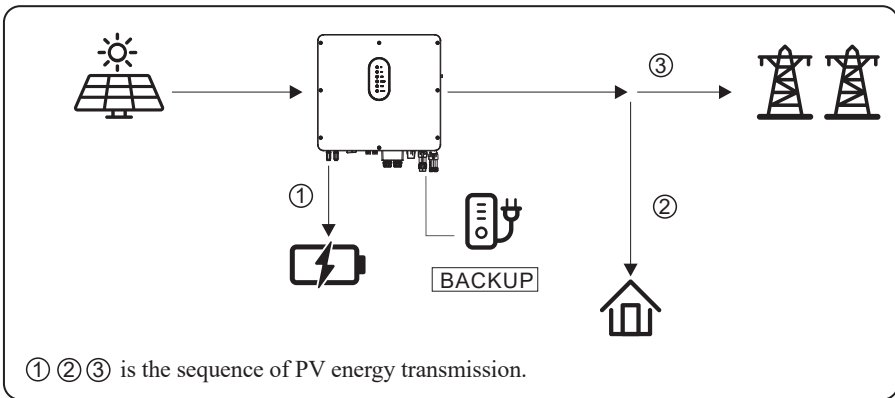 ③
①
②
BACKUP
① ② ③ is the sequence of PV energy transmission.